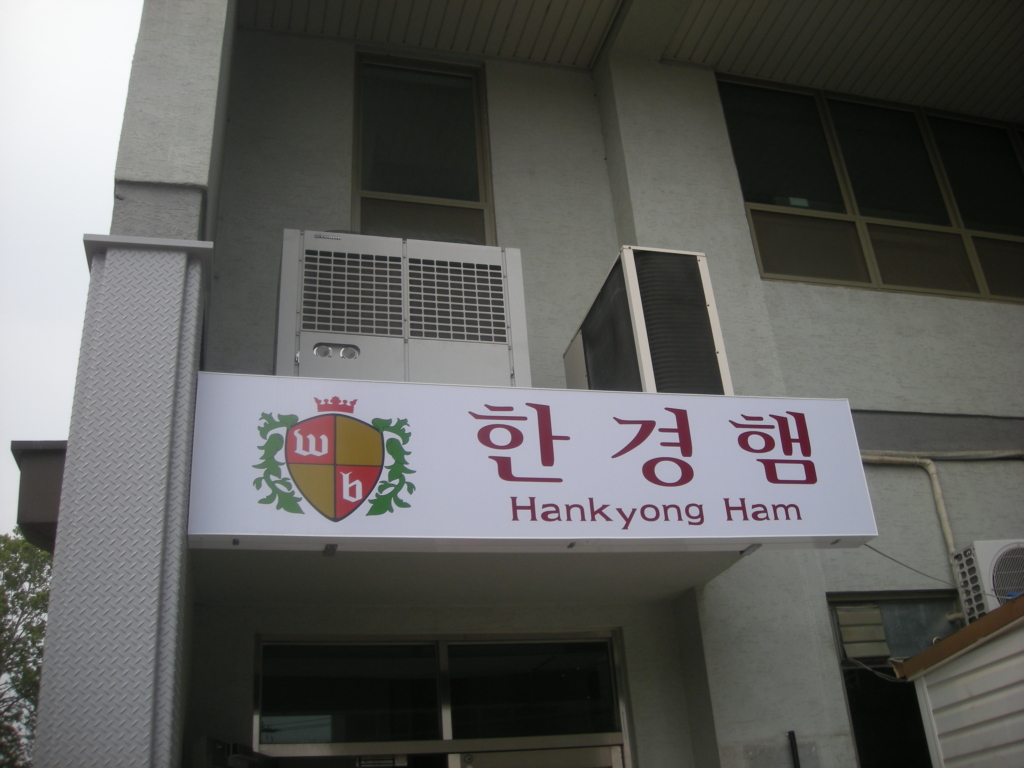 w
b
한경햄
Hankyong Ham